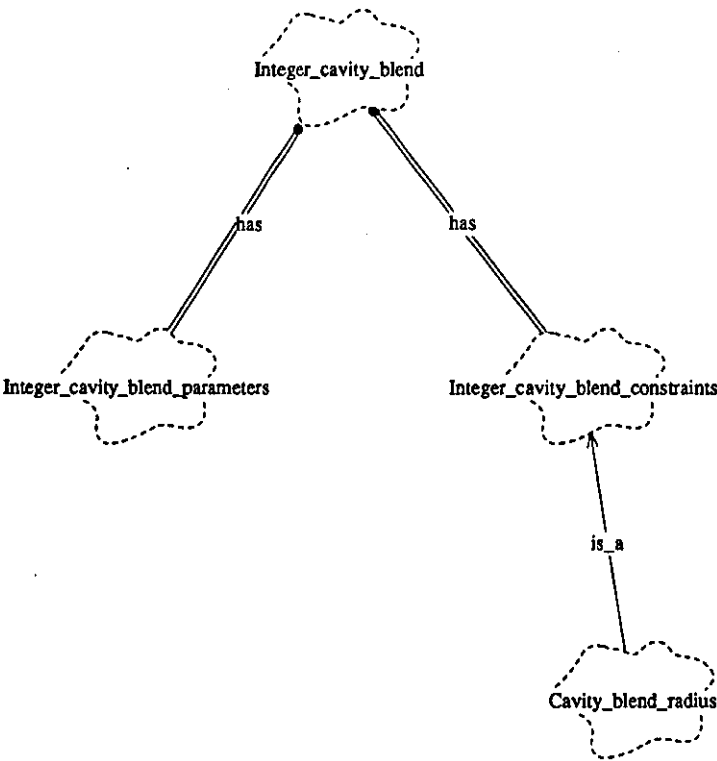 Integer_cavity_blend
has
has
Integer_cavity_blend_parameters
Integer_cavity_blend_constraints
is_a
Cavity_blend_radius